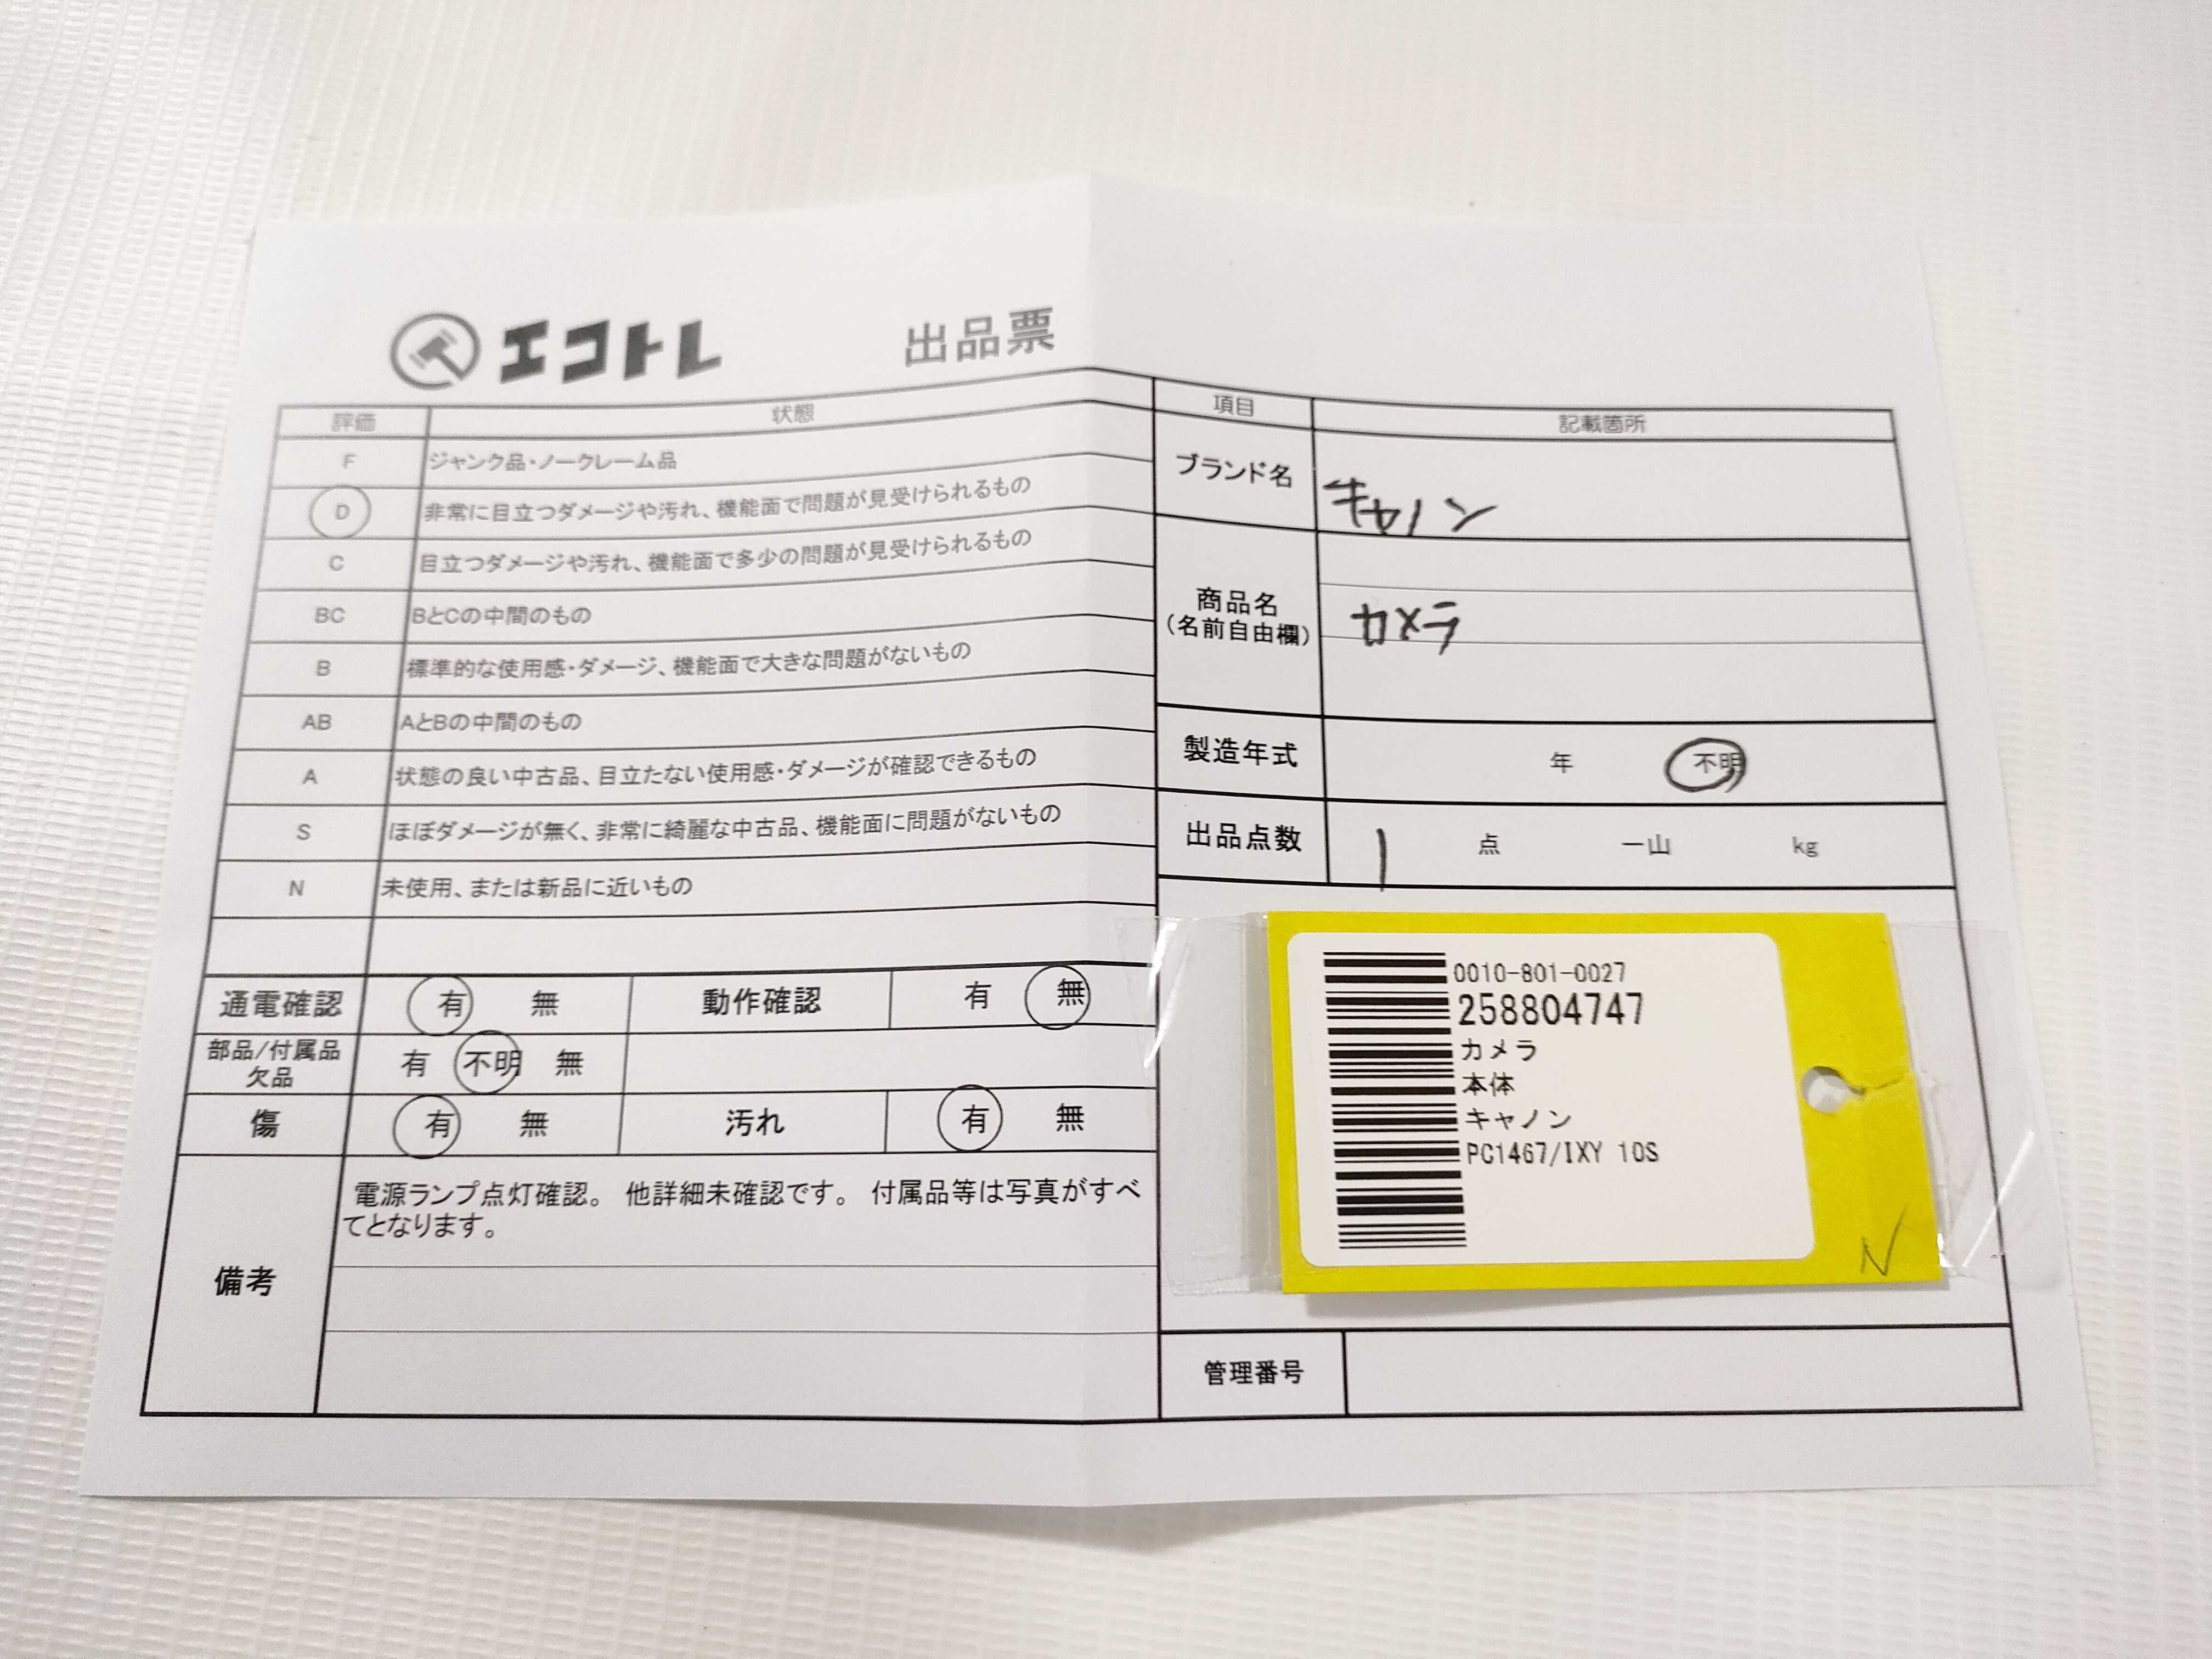 エコトレ 出品票
評価 状態
F ジャンク品・ノークレーム品
D 非常に目立つダメージや汚れ、機能面で問題が見受けられるもの
C 目立つダメージや汚れ、機能面で多少の問題が見受けられるもの
BC BとCの中間のもの
B 標準的な使用感・ダメージ、機能面で大きな問題がないもの
AB AとBの中間のもの
A 状態の良い中古品、目立たない使用感・ダメージが確認できるもの
S ほぼダメージが無く、非常に綺麗な中古品、機能面に問題がないもの
N 未使用、または新品に近いもの
通電確認 有 無 動作確認 有 無
部品/付属品
欠品 有 不明 無
傷 有 無 汚れ 有 無
備考
電源ランプ点灯確認。 他詳細未確認です。 付属品等は写真がすべ
てとなります。
項目 記載箇所
ブランド名 キャノン
商品名
(名前自由欄) カメラ
製造年式 年 不明
出品点数 1 点 一山 kg
0010-801-0027
258804747
カメラ
本体
キャノン
PC1467/IXY 10S
N
管理番号